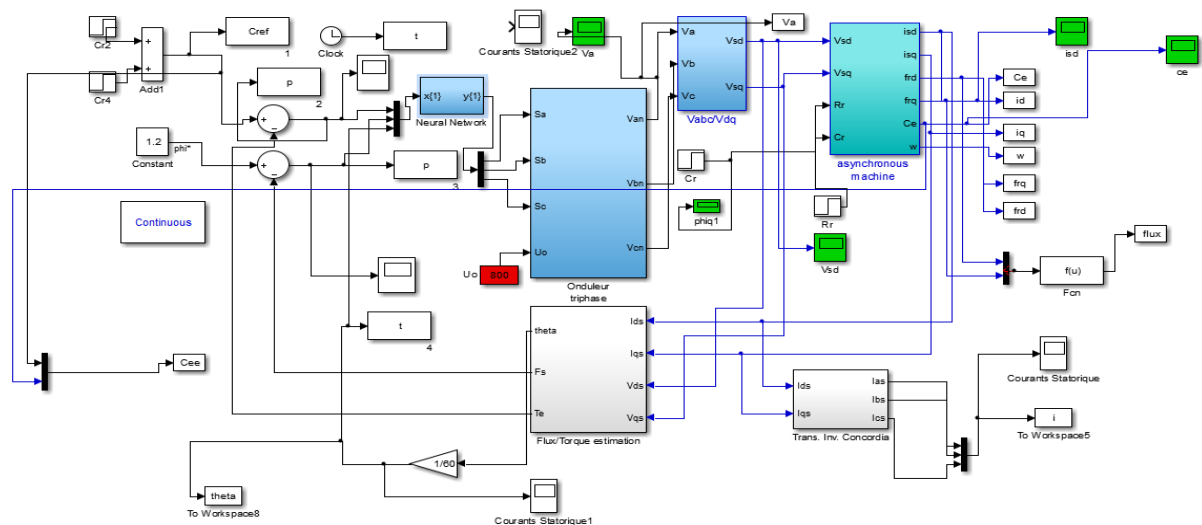 Cr2
Cr4
+
+
Add1
Cref
1
Clock
t
Courants Statorique2
Va
Va
Va
Vb
Vc
Vsd
Vsq
Vabc/Vdq
Vsd
Vsq
Rr
Cr
isd
isq
frd
frq
Ce
w
asynchronous
machine
isd
ce
Ce
id
iq
w
frq
frd
p
2
x{1}
y{1}
Neural Network
1.2
phi*
Constant
p
3
Sa
Sb
Sc
Uo
Van
Vbn
Vcn
Onduleur
triphase
Cr
phiq1
Rr
Vsd
Continuous
Uo
800
flux
f(u)
Fcn
t
4
theta
Fs
Te
Ids
Iqs
Vds
Vqs
Flux/Torque estimation
Cee
Ids
Iqs
Ias
Ibs
Ics
Trans. Inv. Concordia
Courants Statorique
i
To Workspace5
1/60
theta
To Workspace8
Courants Statorique1